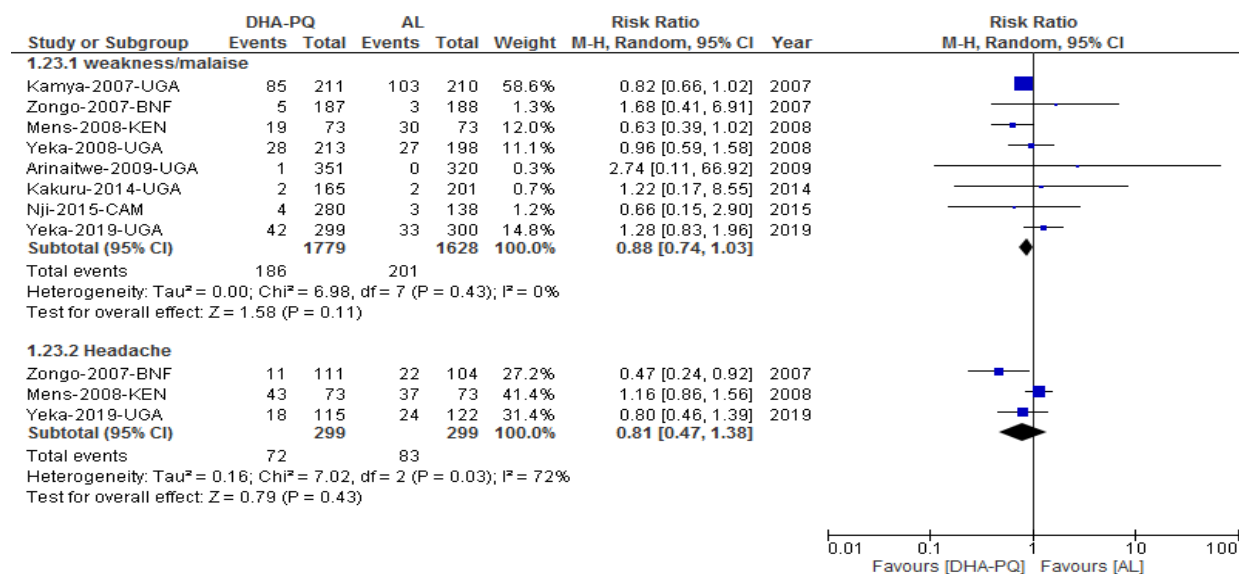 DHA-PQ AL Risk Ratio Risk Ratio
Study or Subgroup Events Total Events Total Weight M-H, Random, 95% CI Year M-H, Random, 95% CI
1.23.1 weakness/malaise
Kamya-2007-UGA 85 211 103 210 58.6% 0.82 [0.66, 1.02] 2007
Zongo-2007-BNF 5 187 3 188 1.3% 1.68 [0.41, 6.91] 2007
Mens-2008-KEN 19 73 30 73 12.0% 0.63 [0.39, 1.02] 2008
Yeka-2008-UGA 28 213 27 198 11.1% 0.96 [0.59, 1.58] 2008
Arinaitwe-2009-UGA 1 351 0 320 0.3% 2.74 [0.11, 66.92] 2009
Kakuru-2014-UGA 2 165 2 201 0.7% 1.22 [0.17, 8.55] 2014
Nji-2015-CAM 4 280 3 138 1.2% 0.66 [0.15, 2.90] 2015
Yeka-2019-UGA 42 299 33 300 14.8% 1.28 [0.83, 1.96] 2019
Subtotal (95% CI) 1779 1628 100.0% 0.88 [0.74, 1.03]
Total events 186 201
Heterogeneity: Tau² = 0.00; Chi² = 6.98, df = 7 (P = 0.43); I² = 0%
Test for overall effect: Z = 1.58 (P = 0.11)
1.23.2 Headache
Zongo-2007-BNF 11 111 22 104 27.2% 0.47 [0.24, 0.92] 2007
Mens-2008-KEN 43 73 37 73 41.4% 1.16 [0.86, 1.56] 2008
Yeka-2019-UGA 18 115 24 122 31.4% 0.80 [0.46, 1.39] 2019
Subtotal (95% CI) 299 299 100.0% 0.81 [0.47, 1.38]
Total events 72 83
Heterogeneity: Tau² = 0.16; Chi² = 7.02, df = 2 (P = 0.03); I² = 72%
Test for overall effect: Z = 0.79 (P = 0.43)
0.01 0.1 1 10 100
Favours [DHA-PQ] Favours [AL]